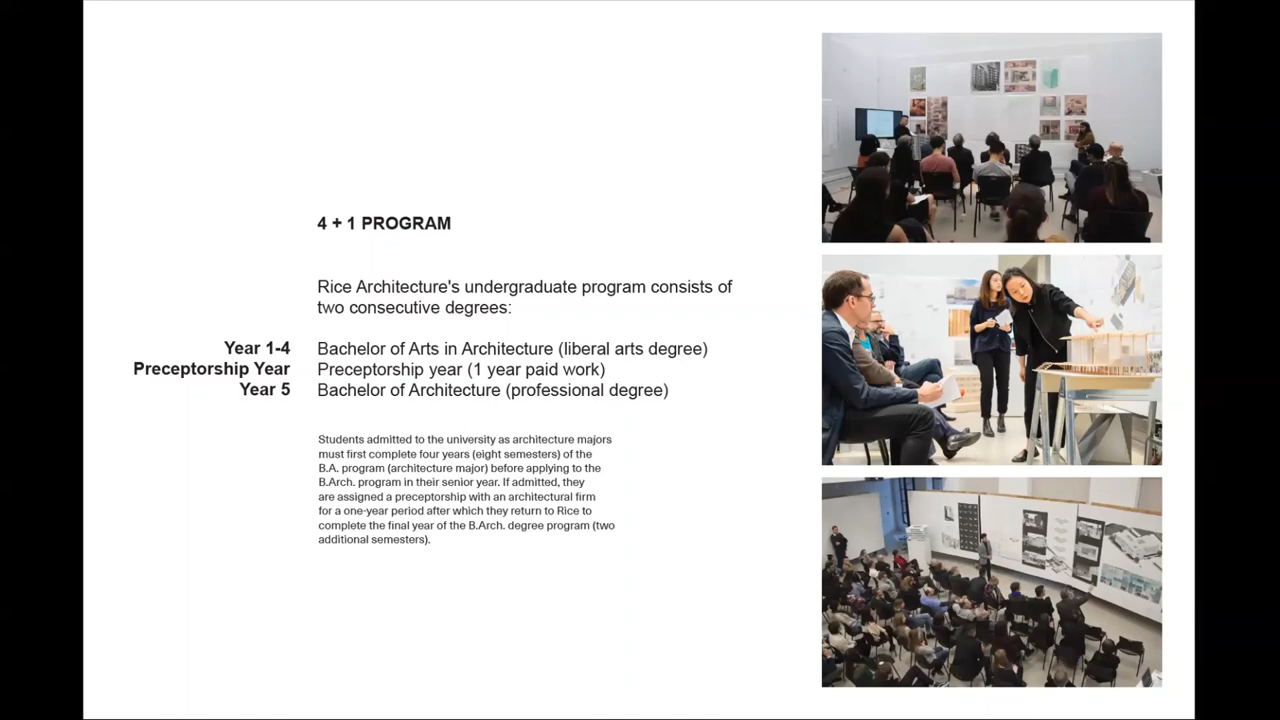 4 + 1 PROGRAM
Rice Architecture's undergraduate program consists of
two consecutive degrees:
Year 1-4 Bachelor of Arts in Architecture (liberal arts degree)
Preceptorship Year Preceptorship year (1 year paid work)
Year 5 Bachelor of Architecture (professional degree)
Students admitted to the university as architecture majors
must first complete four years (eight semesters) of the
B.A. program (architecture major) before applying to the
B.Arch. program in their senior year. If admitted, they
are assigned a preceptorship with an architectural firm
for a one-year period after which they return to Rice to
complete the final year of the B.Arch. degree program (two
additional semesters).